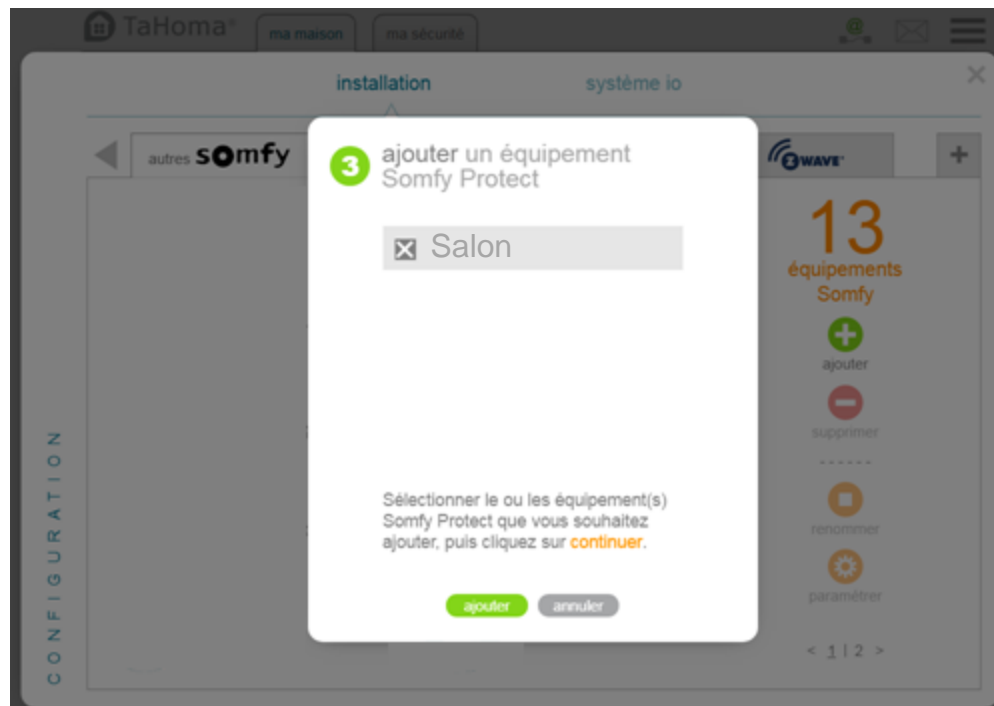 TaHoma®
ma maison
ma sécurité
installation
système io
autres somfy
Z WAVE
+
3
ajouter un équipement
Somfy Protect
Salon
Sélectionner le ou les équipement(s)
Somfy Protect que vous souhaitez
ajouter, puis cliquez sur continuer.
ajouter
annuler
13
équipements
Somfy
ajouter
supprimer
------
renommer
paramétrer
< 1 | 2 >
CONFIGURATION